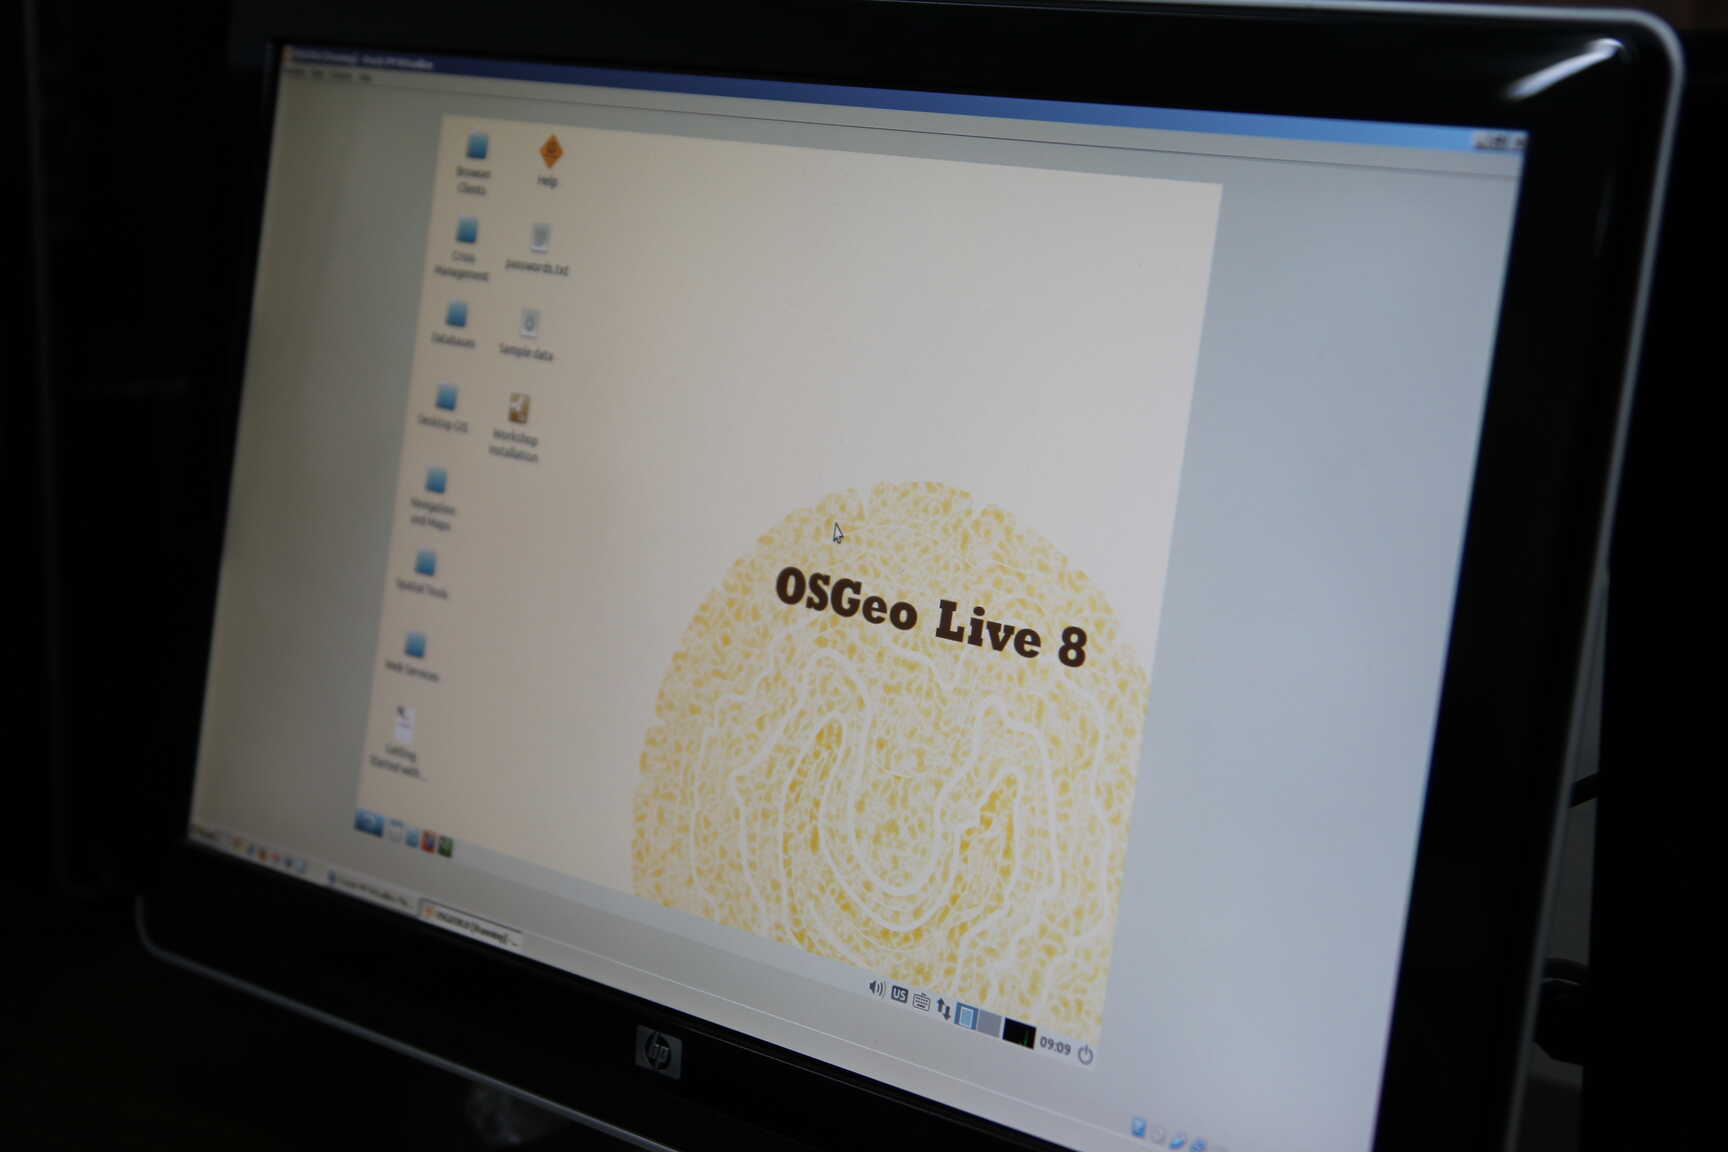 Browser
Clients
Help
Crisis
Management
passwords.txt
Databases
Sample data
Desktop GIS
Workshop
Installation
Navigation
and Maps
Spatial Tools
Web Services
Getting
Started with...
OSGeo Live 8
US
09:09
hp